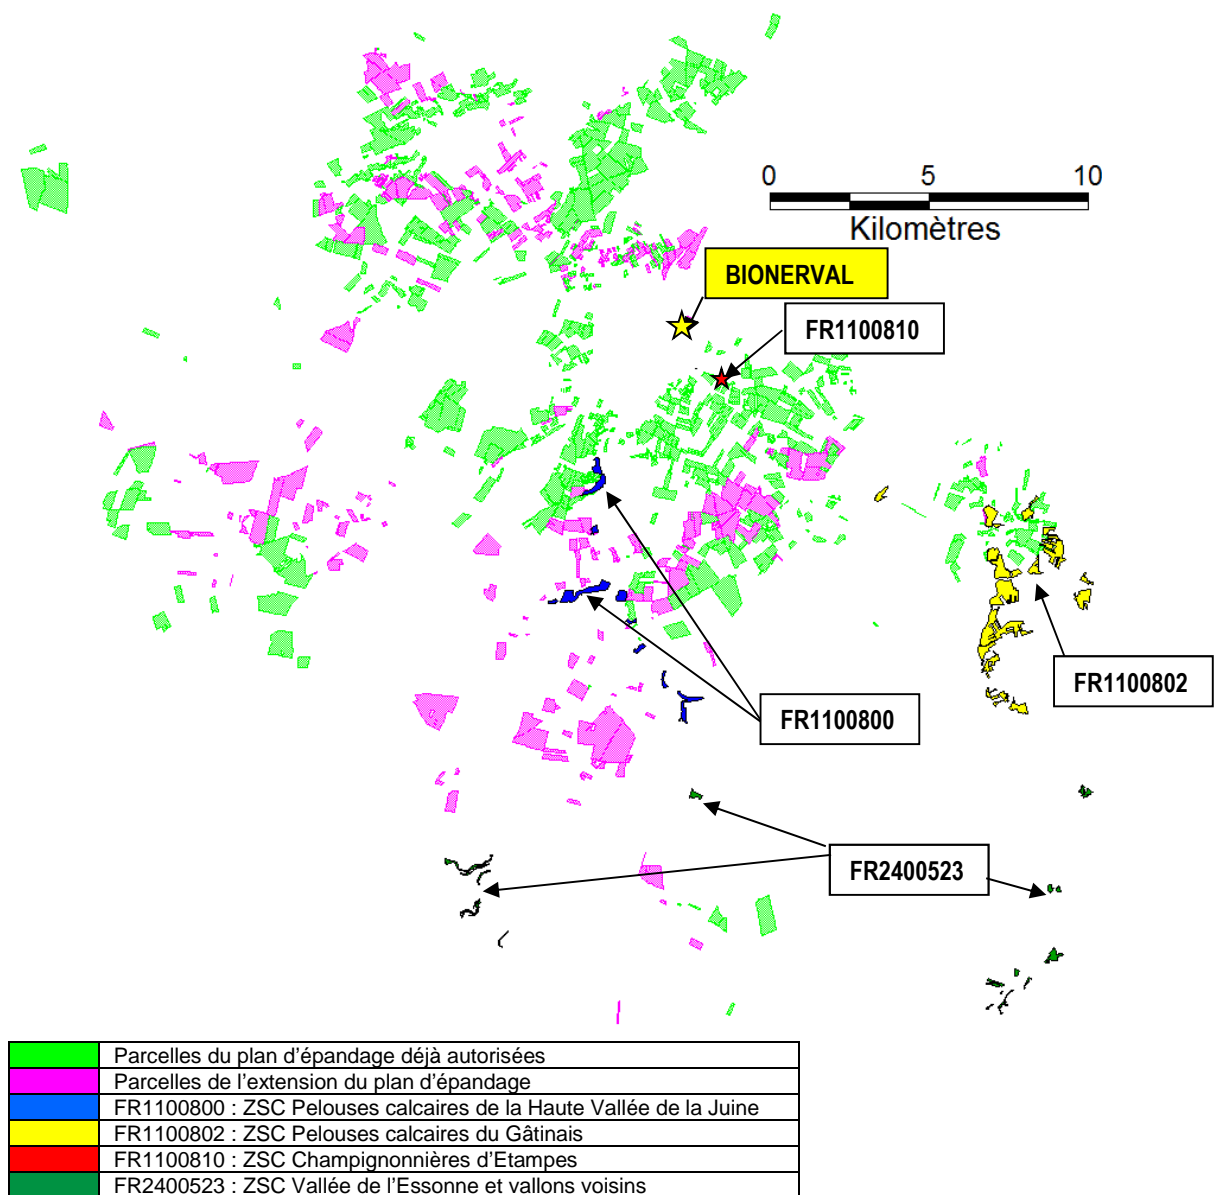 0 5 10
Kilomètres
BIONERVAL
FR1100810
FR1100802
FR1100800
FR2400523
Parcelles du plan d'épandage déjà autorisées
Parcelles de l'extension du plan d'épandage
FR1100800 : ZSC Pelouses calcaires de la Haute Vallée de la Juine
FR1100802 : ZSC Pelouses calcaires du Gâtinais
FR1100810 : ZSC Champignonnières d'Etampes
FR2400523 : ZSC Vallée de l'Essonne et vallons voisins